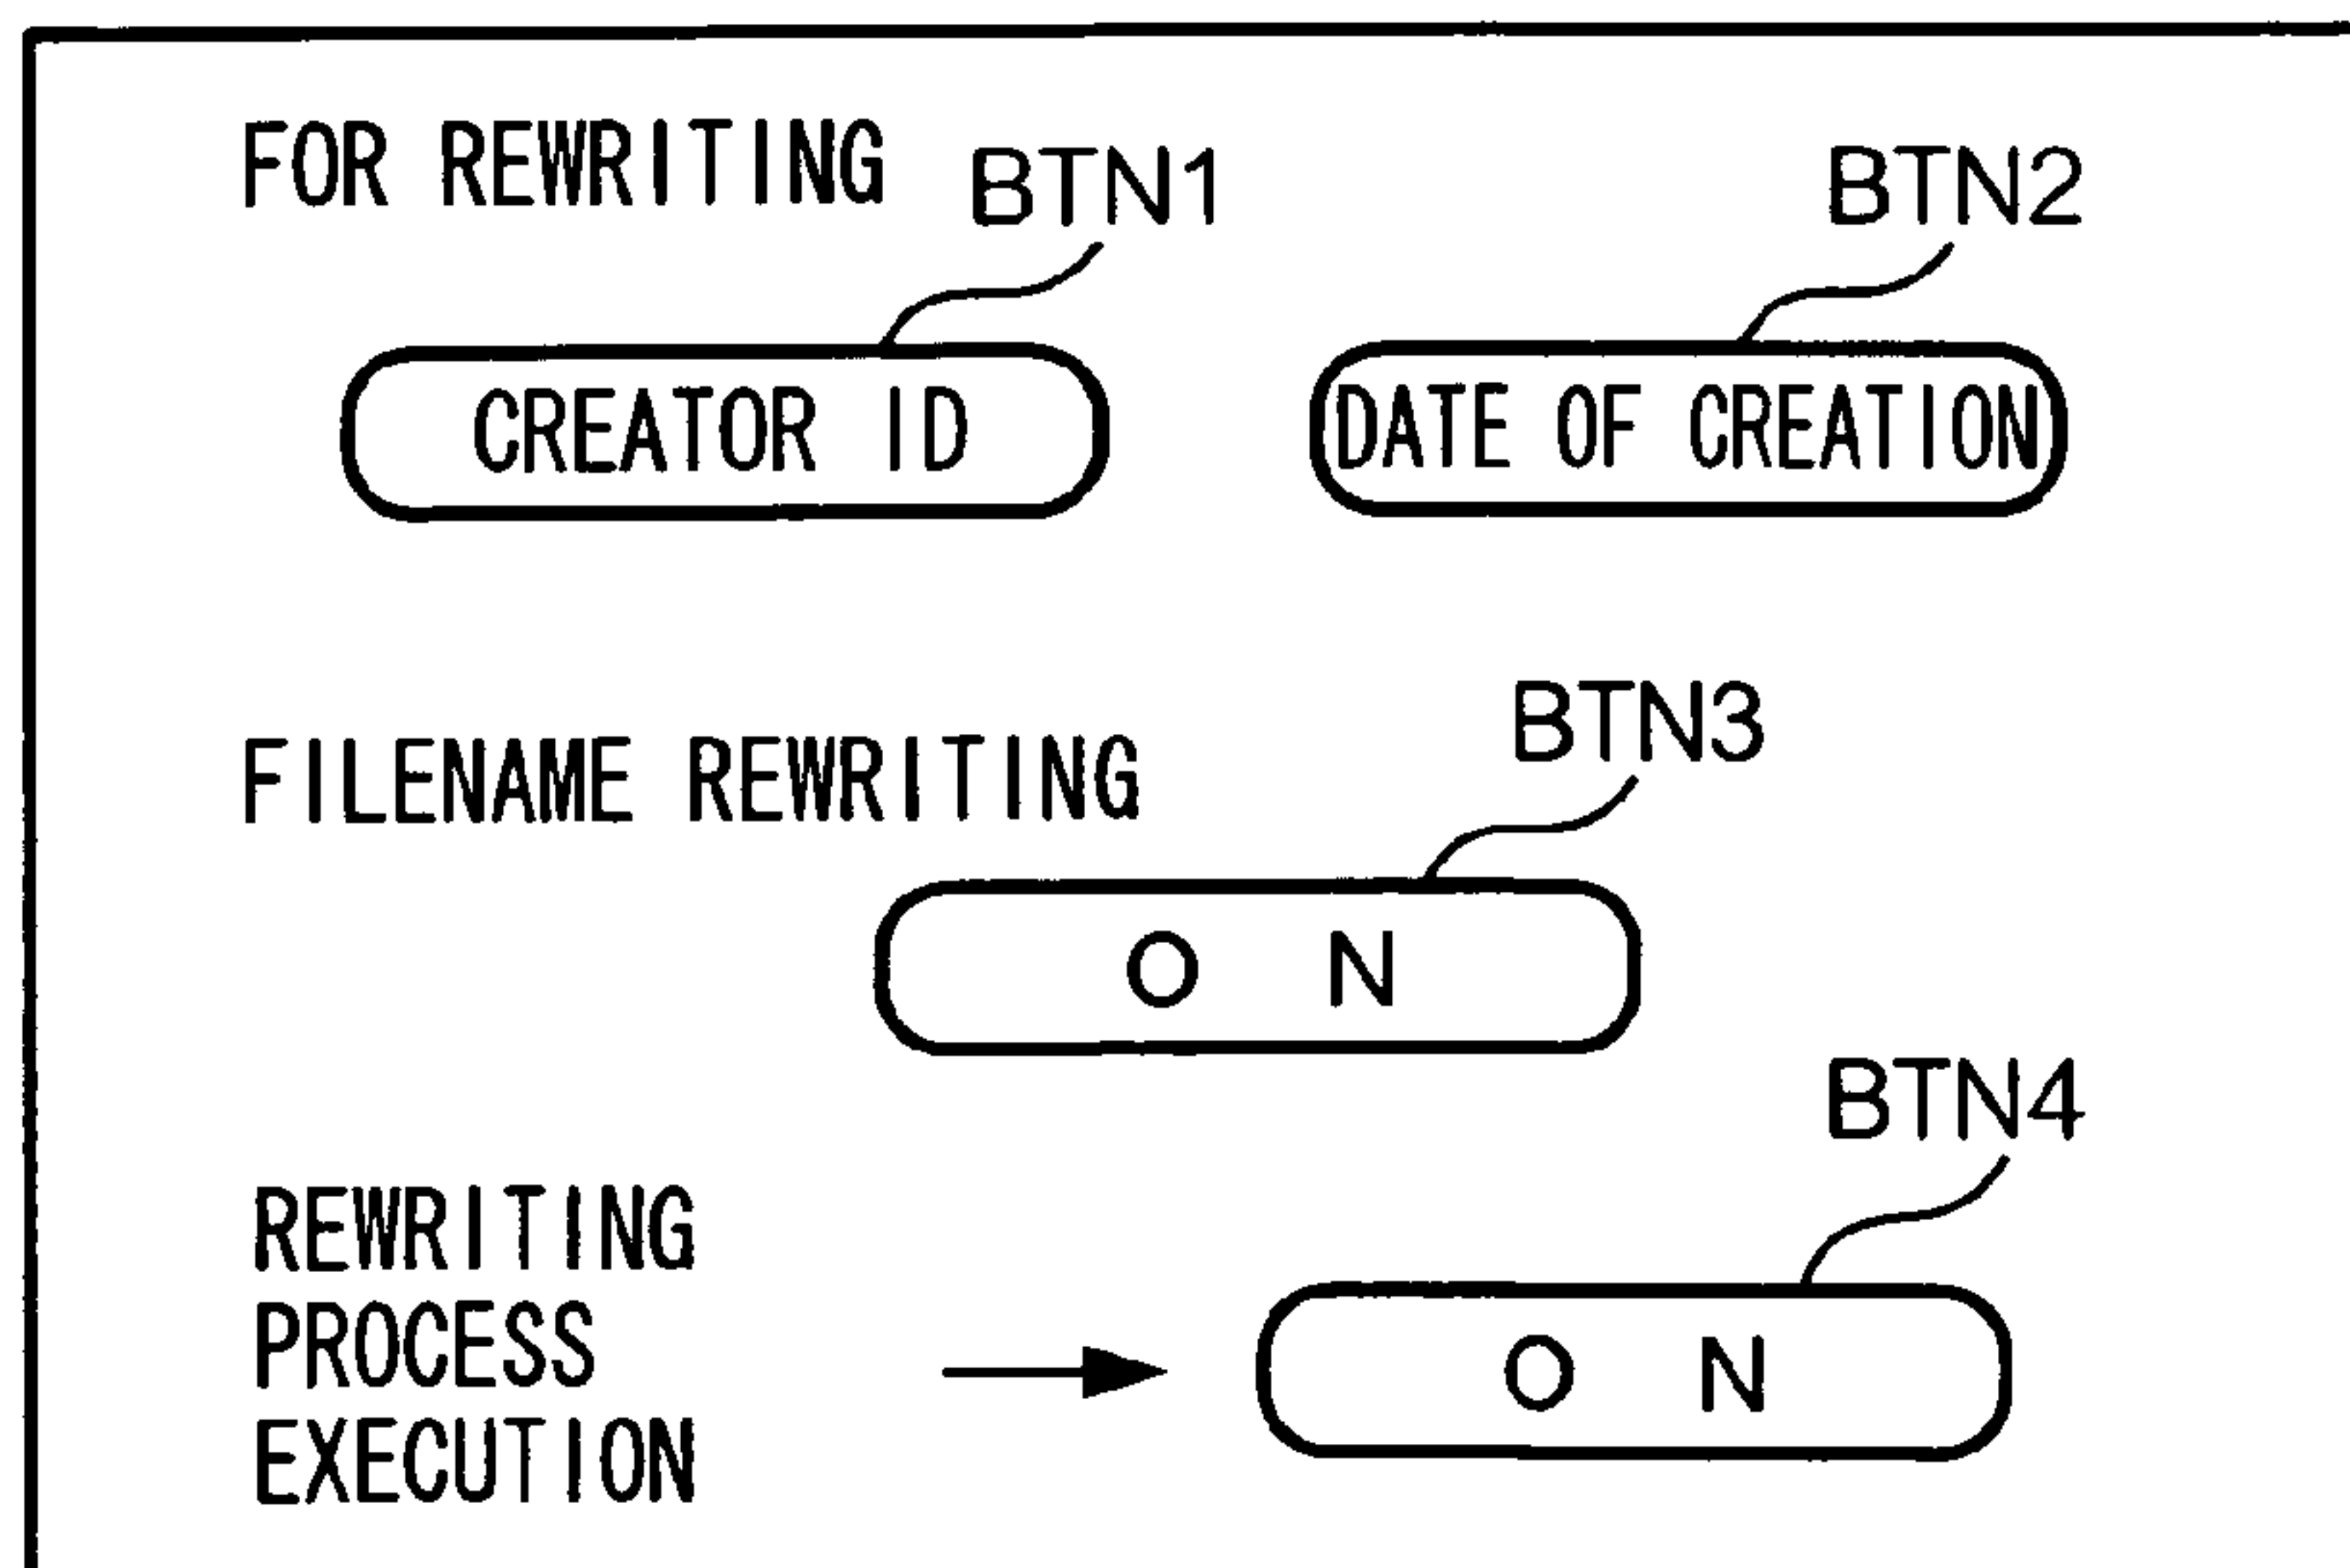 FOR REWRITING
BTN1
BTN2
CREATOR ID
DATE OF CREATION
BTN3
FILENAME REWRITING
O N
BTN4
REWRITING
PROCESS
EXECUTION
O N